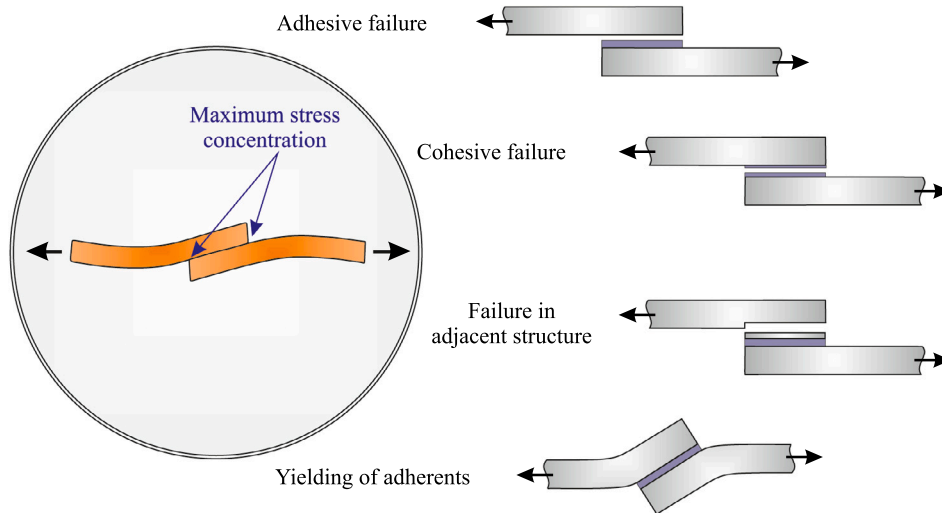 Adhesive failure
Maximum stress
concentration
Cohesive failure
Failure in
adjacent structure
Yielding of adherents